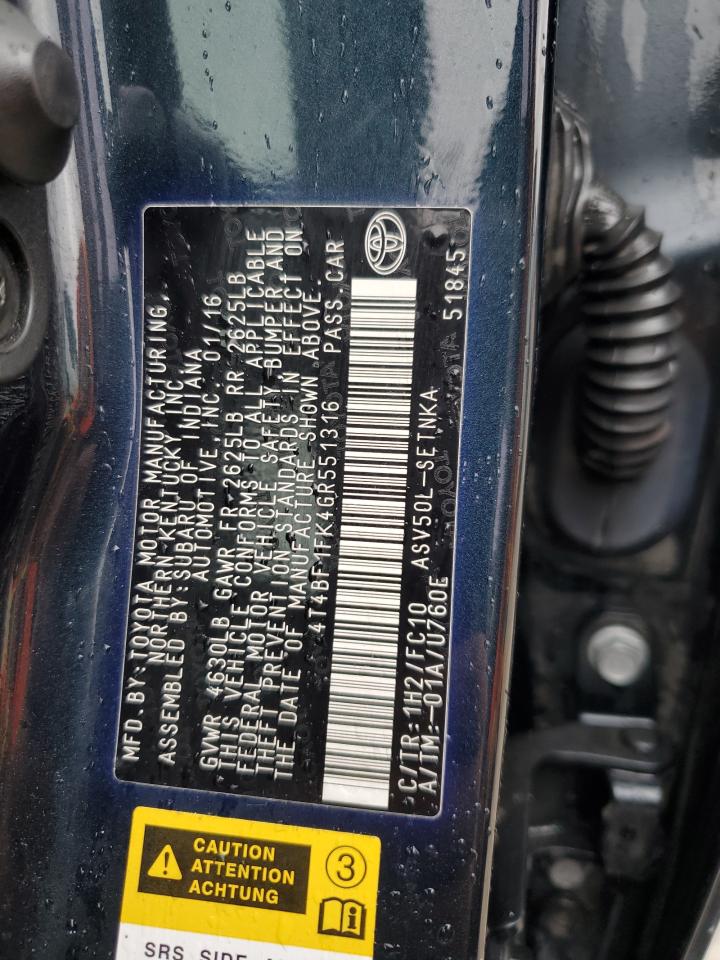 MFD.BY: TOYOTA MOTOR MANUFACTURING,
NORTHERN KENTUCKY INC.
ASSEMBLED BY:SUBARU OF INDIANA
AUTOMOTIVE,INC. 01/16
GVWR 4630LB GAWR FR 2625LB RR 2625LB
THIS VEHICLE CONFORMS TO ALL APPLICABLE
FEDERAL MOTOR VEHICLE SAFETY, BUMPER,AND
THEFT PREVENTION STANDARDS IN EFFECT ON
THE DATE OF MANUFACTURE SHOWN ABOVE.
4T4BF1FK4GR551316 PASS.CAR
C/TR:1H2/FC10 ASV50L-SETNKA
A/TM:-01A/U760E 51845
CAUTION
ATTENTION
ACHTUNG
3
SRS SIDE